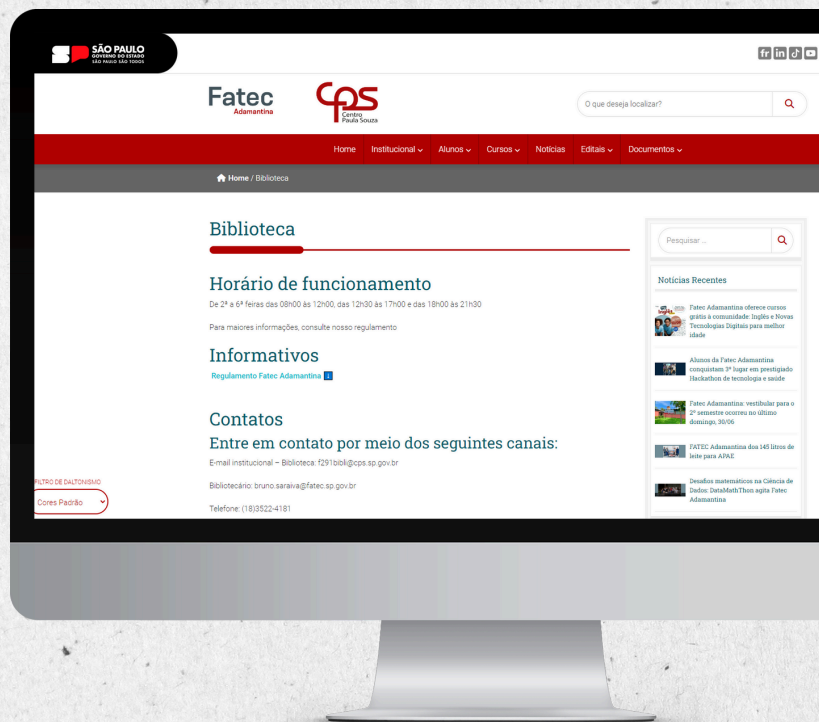 SÃO PAULO
GOVERNO DO ESTADO
SÃO PAULO SÃO TODOS
Fatec
Adamantina
cps
Centro
Paula Souza
O que deseja localizar?
Home Institucional Alunos Cursos Notícias Editais Documentos
Home / Biblioteca
Biblioteca
Horário de funcionamento
De 2ª a 6ª feiras das 08h00 às 12h00, das 12h30 às 17h00 e das 18h00 às 21h30
Para maiores informações, consulte nosso regulamento
Informativos
Regulamento Fatec Adamantina
Contatos
Entre em contato por meio dos seguintes canais:
E-mail institucional – Biblioteca: f291bibli@cps.sp.gov.br
Bibliotecário: bruno.saraiva@fatec.sp.gov.br
Telefone: (18)3522-4181
FILTRO DE DALTONISMO
Cores Padrão
Pesquisar ...
Notícias Recentes
Fatec Adamantina oferece cursos
grátis à comunidade: Inglês e Novas
Tecnologias Digitais para melhor
idade
Alunos da Fatec Adamantina
conquistam 3º lugar em prestigiado
Hackathon de tecnologia e saúde
Fatec Adamantina: vestibular para o
2º semestre ocorreu no último
domingo, 30/06
FATEC Adamantina doa 145 litros de
leite para APAE
Desafios matemáticos na Ciência de
Dados: DataMathThon agita Fatec
Adamantina